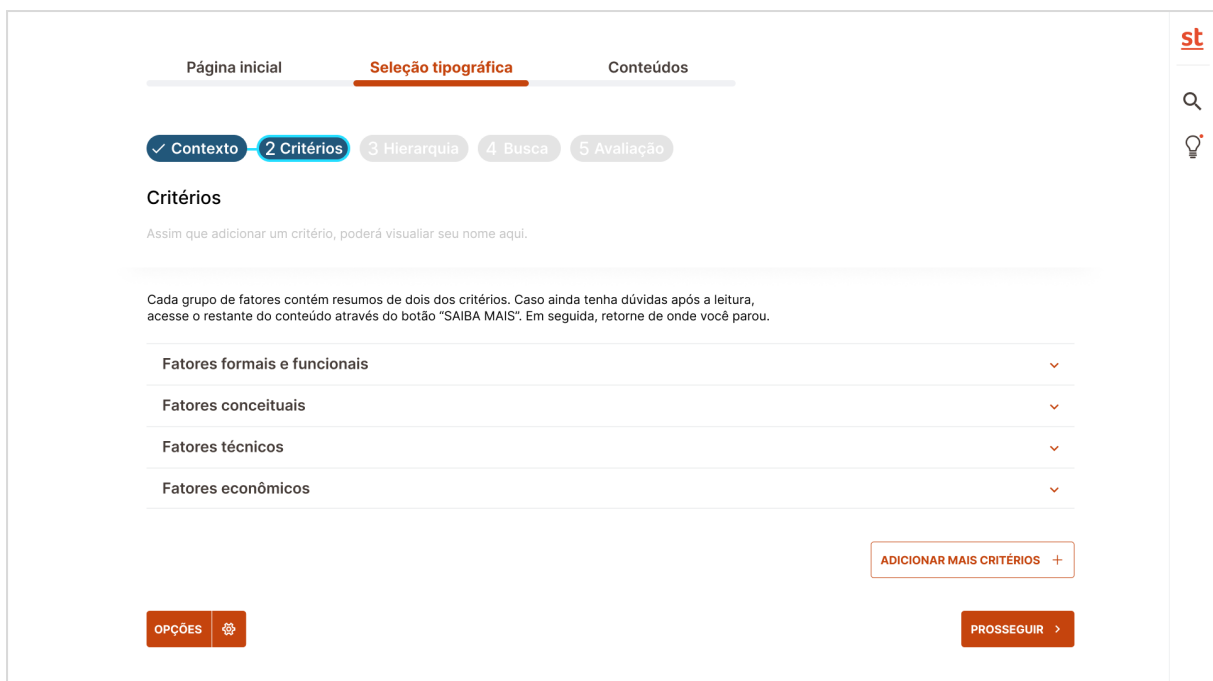 st
Página inicial Seleção tipográfica Conteúdos
Contexto 2 Critérios 3 Hierarquia 4 Busca 5 Avaliação
Critérios
Assim que adicionar um critério, poderá visualiar seu nome aqui.
Cada grupo de fatores contém resumos de dois dos critérios. Caso ainda tenha dúvidas após a leitura,
acesse o restante do conteúdo através do botão “SAIBA MAIS”. Em seguida, retorne de onde você parou.
Fatores formais e funcionais
Fatores conceituais
Fatores técnicos
Fatores econômicos
ADICIONAR MAIS CRITÉRIOS +
OPÇÕES
PROSSEGUIR >